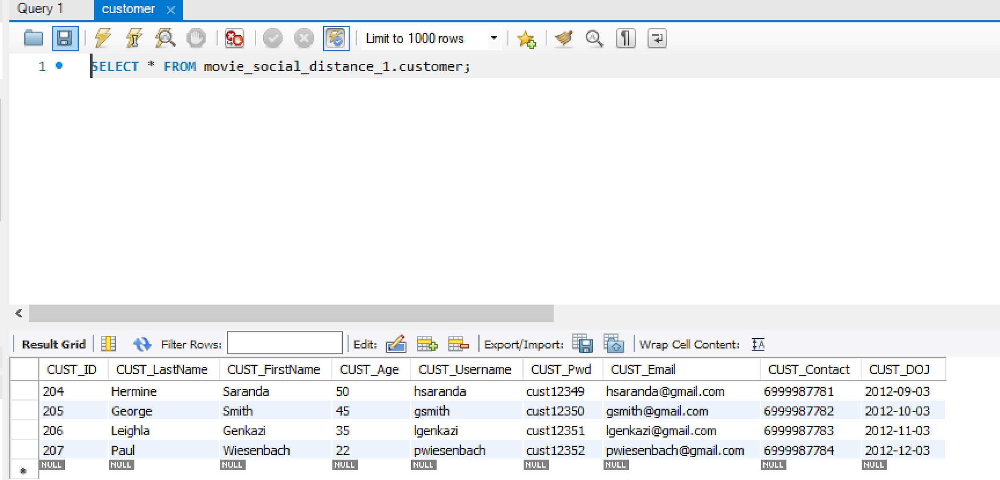 Query 1 customer
Limit to 1000 rows
1 SELECT * FROM movie_social_distance_1.customer;
Result Grid Filter Rows: Edit: Export/Import: Wrap Cell Content:
CUST_ID CUST_LastName CUST_FirstName CUST_Age CUST_Username CUST_Pwd CUST_Email CUST_Contact CUST_DOJ
204 Hermine Saranda 50 hsaranda cust12349 hsaranda@gmail.com 6999987781 2012-09-03
205 George Smith 45 gsmith cust12350 gsmith@gmail.com 6999987782 2012-10-03
206 Leighla Genkazi 35 lgenkazi cust12351 lgenkazi@gmail.com 6999987783 2012-11-03
207 Paul Wiesenbach 22 pwiesenbach cust12352 pwiesenbach@gmail.com 6999987784 2012-12-03
NULL NULL NULL NULL NULL NULL NULL NULL NULL